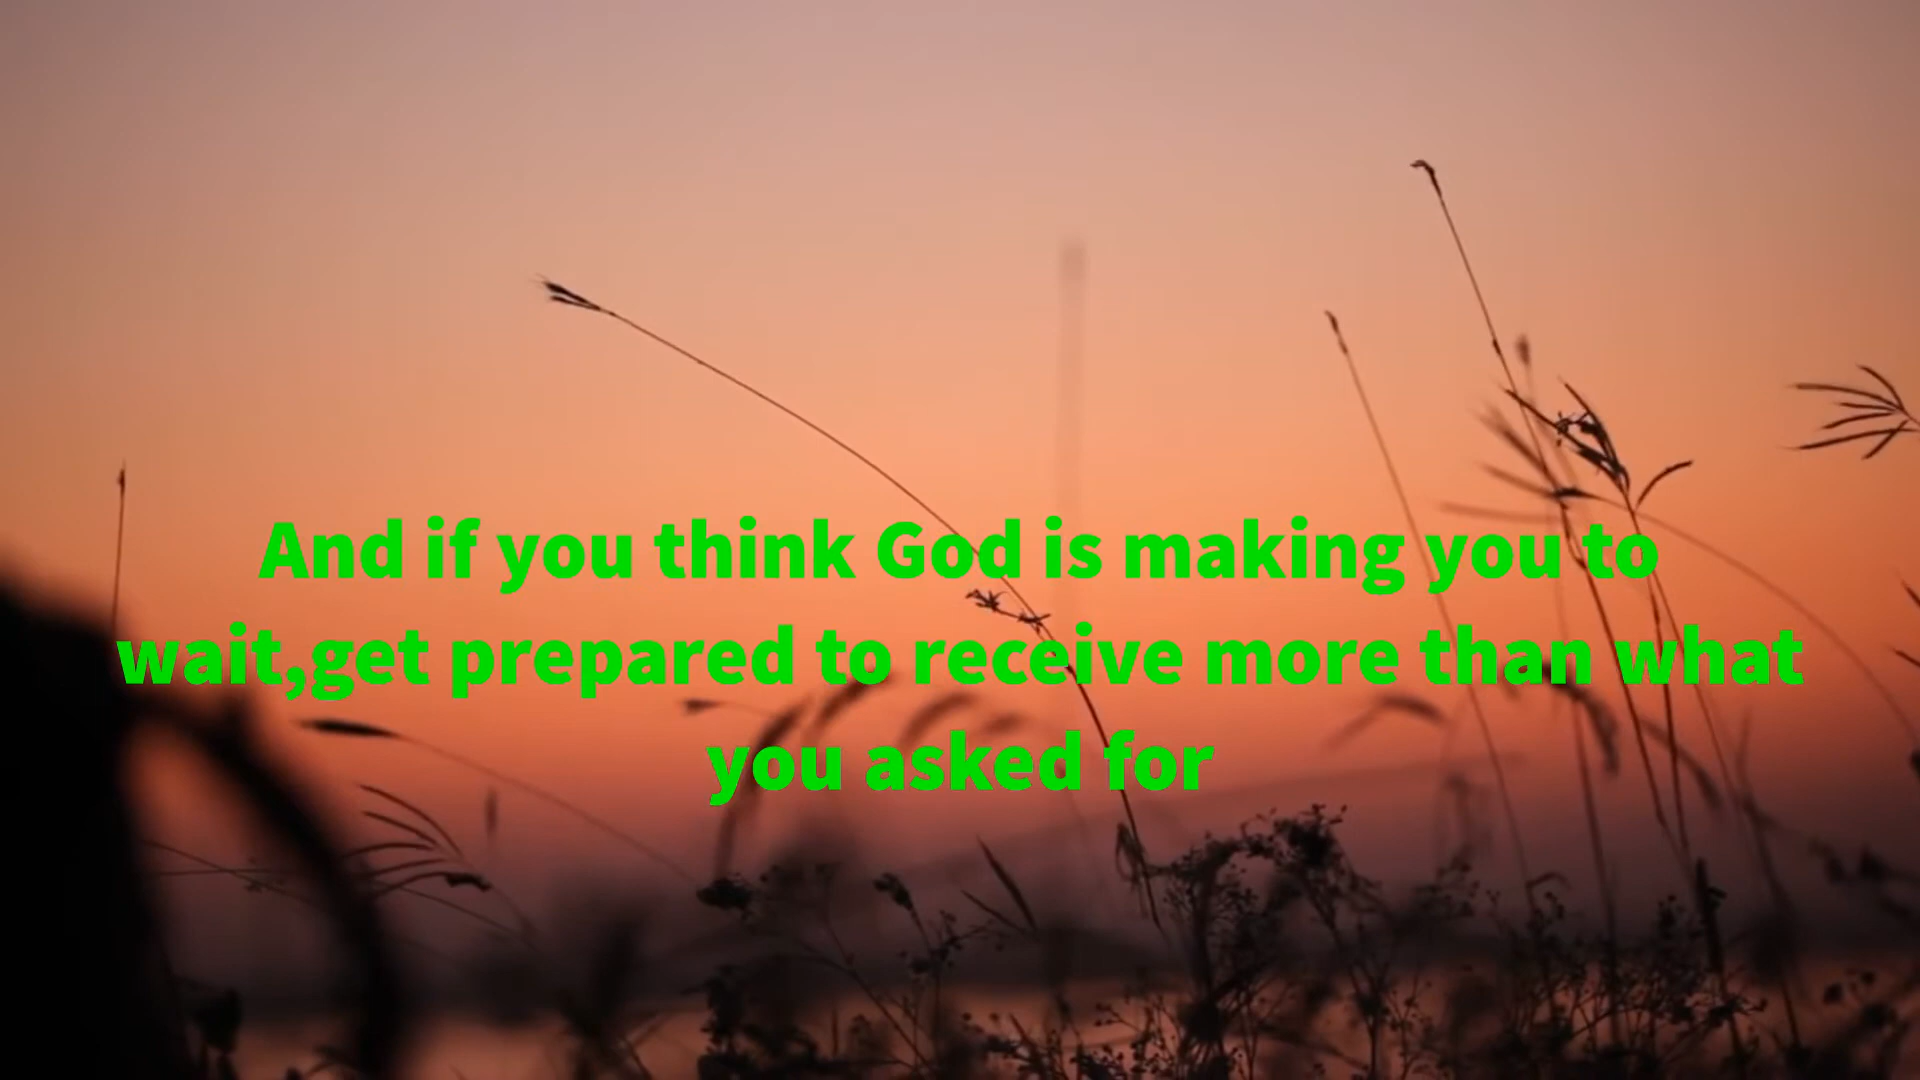 And if you think God is making you to
wait,get prepared to receive more than what
you asked for